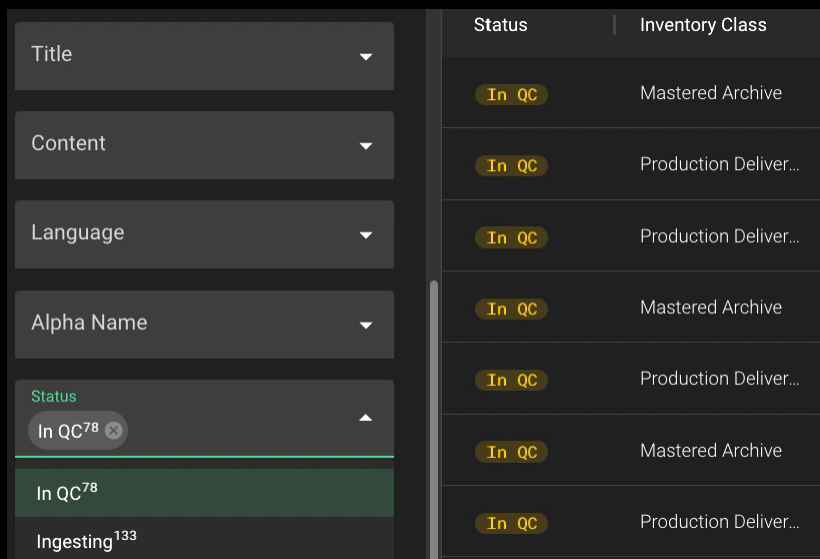 Title
Content
Language
Alpha Name
Status
In QC78
In QC78
Ingesting133
Status Inventory Class
In QC Mastered Archive
In QC Production Deliver...
In QC Production Deliver...
In QC Mastered Archive
In QC Production Deliver...
In QC Mastered Archive
In QC Production Deliver...